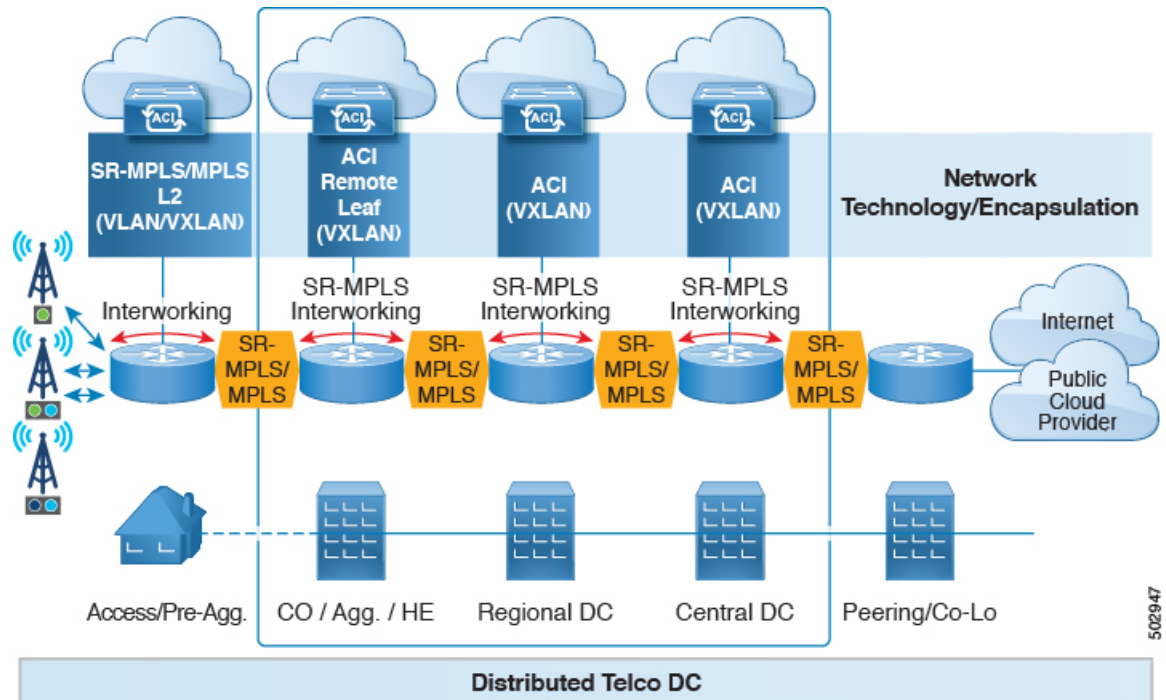 ACI
ACI
ACI
ACI
SR-MPLS/MPLS
L2
(VLAN/VXLAN)
ACI
Remote
Leaf
(VXLAN)
ACI
(VXLAN)
ACI
(VXLAN)
Network
Technology/Encapsulation
Interworking
SR-MPLS
Interworking
SR-MPLS
Interworking
SR-MPLS
Interworking
SR-
MPLS/
MPLS
SR-
MPLS/
MPLS
SR-
MPLS/
MPLS
SR-
MPLS/
MPLS
Internet
Public
Cloud
Provider
Access/Pre-Agg.
CO / Agg. / HE
Regional DC
Central DC
Peering/Co-Lo
502947
Distributed Telco DC